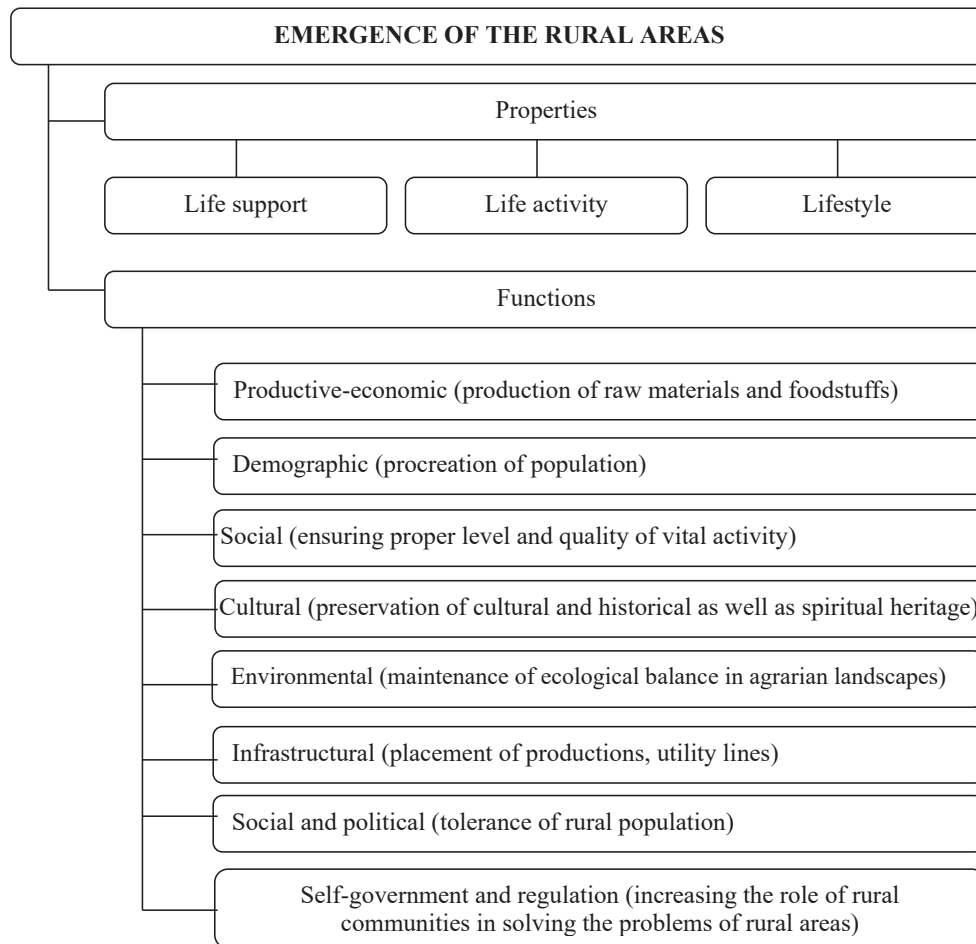 EMERGENCE OF THE RURAL AREAS
Properties
Life support
Life activity
Lifestyle
Functions
Productive-economic (production of raw materials and foodstuffs)
Demographic (procreation of population)
Social (ensuring proper level and quality of vital activity)
Cultural (preservation of cultural and historical as well as spiritual heritage)
Environmental (maintenance of ecological balance in agrarian landscapes)
Infrastructural (placement of productions, utility lines)
Social and political (tolerance of rural population)
Self-government and regulation (increasing the role of rural
communities in solving the problems of rural areas)